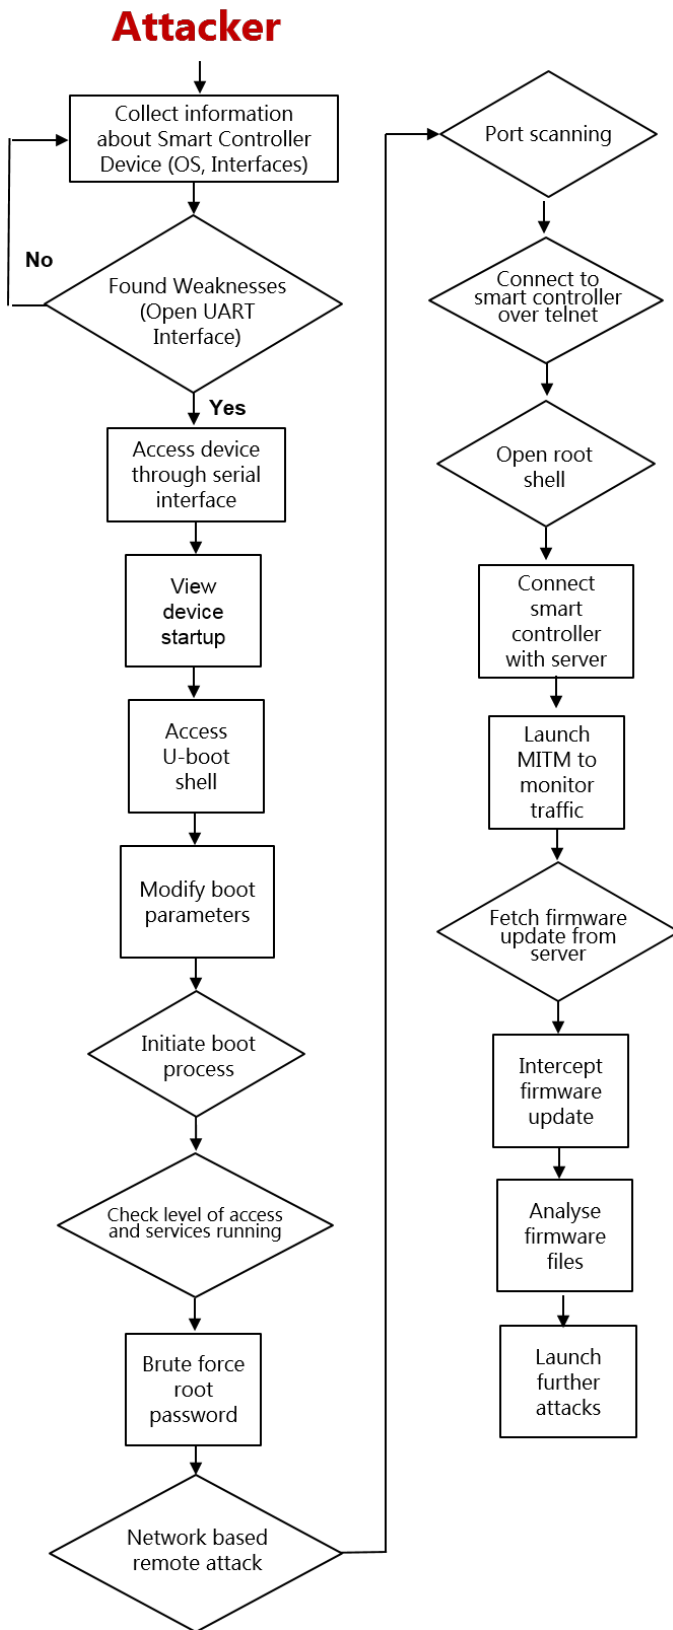 Attacker
Collect information
about Smart Controller
Device (OS, Interfaces)
No
Found Weaknesses
(Open UART
Interface)
Yes
Access device
through serial
interface
View
device
startup
Access
U-boot
shell
Modify boot
parameters
Initiate boot
process
Check level of access
and services running
Brute force
root
password
Network based
remote attack
Port scanning
Connect to
smart controller
over telnet
Open root
shell
Connect
smart
controller
with server
Launch
MITM to
monitor
traffic
Fetch firmware
update from
server
Intercept
firmware
update
Analyse
firmware
files
Launch
further
attacks